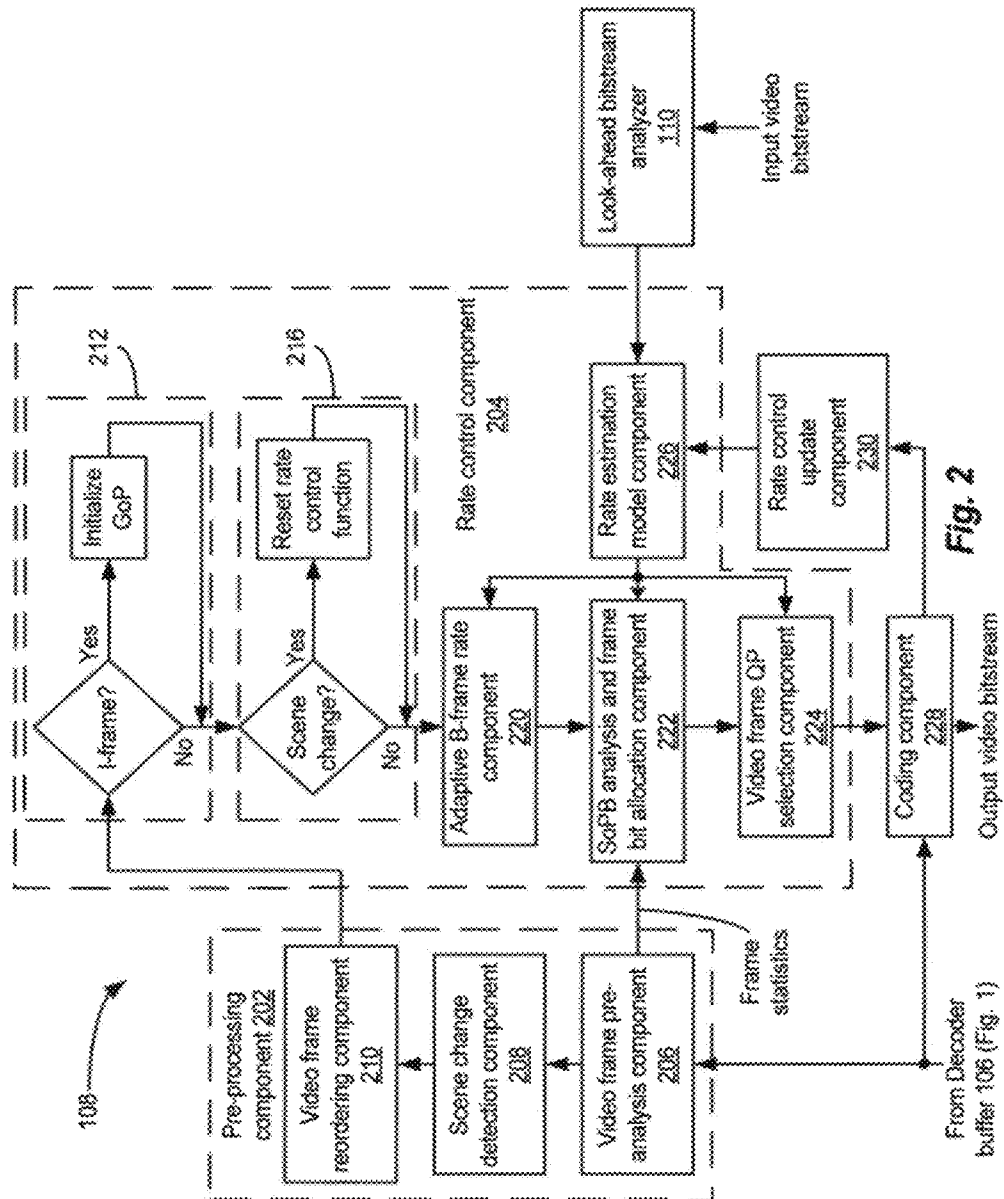 108
Pre-processing
component 202
Video frame
reordering component
210
Scene change
detection component
208
Video frame pre-
analysis component
206
Frame
statistics
From Decoder
buffer 106 (Fig. 1)
212
I-frame?
Yes
No
Initialize
GoP
216
Scene
change?
Yes
No
Reset rate
control
function
Rate control component
204
Adaptive B-frame rate
component
220
SoPB analysis and frame
bit allocation component
222
Video frame QP
selection component
224
Rate estimation
model component
226
Coding component
228
Output video bitstream
Rate control
update
component
230
Look-ahead bitstream
analyzer
110
Input video
bitstream
Fig. 2